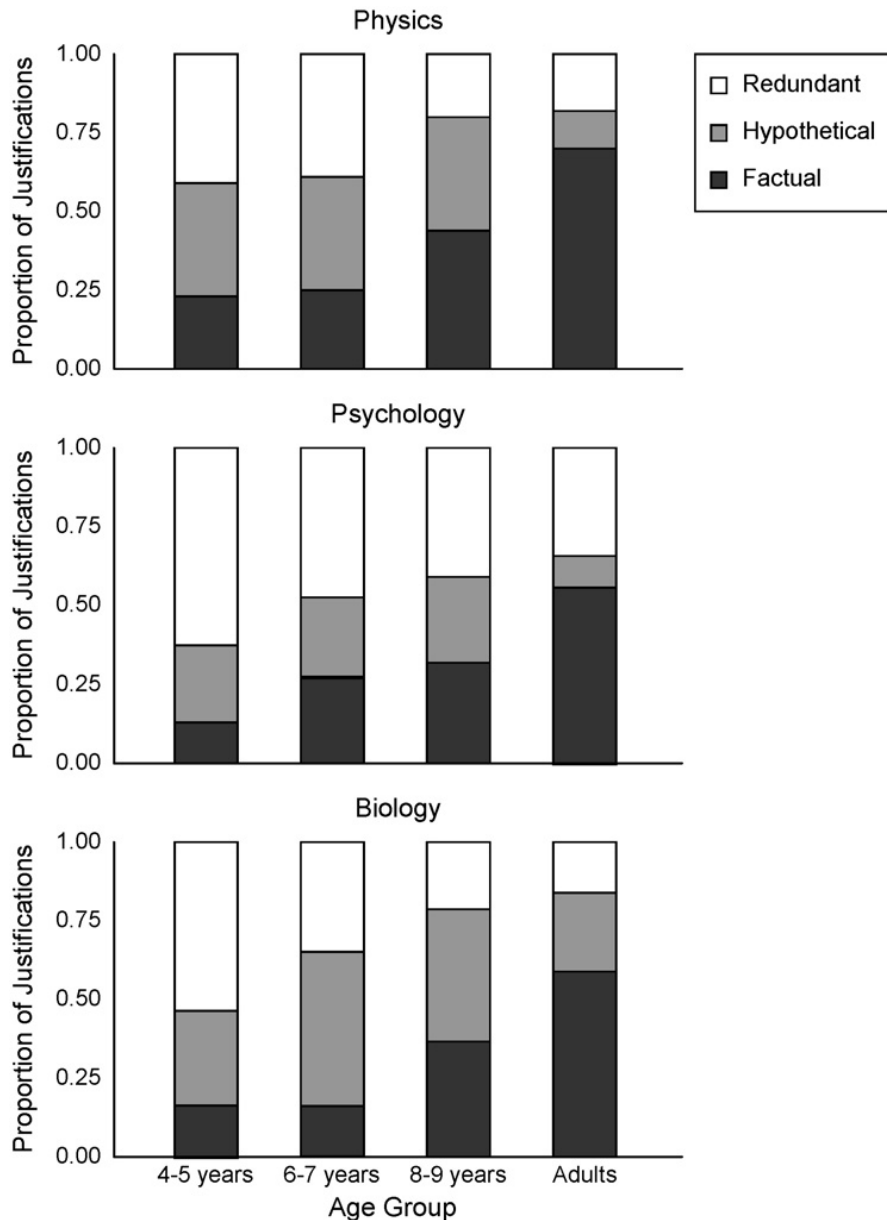 Physics
Proportion of Justifications
1.00
0.75
0.50
0.25
0.00
Redundant
Hypothetical
Factual
Psychology
Proportion of Justifications
1.00
0.75
0.50
0.25
0.00
Biology
Proportion of Justifications
1.00
0.75
0.50
0.25
0.00
4-5 years 6-7 years 8-9 years Adults
Age Group